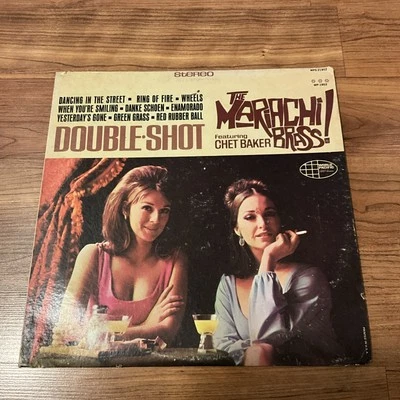 STEREO
DANCING IN THE STREET • RING OF FIRE • WHEELS
WHEN YOU'RE SMILING • DANKE SCHOEN • ENAMORADO
YESTERDAY'S GONE • GREEN GRASS • RED RUBBER BALL
DOUBLE-SHOT
THE
MARIACHI
BRASS!
Featuring
CHET BAKER